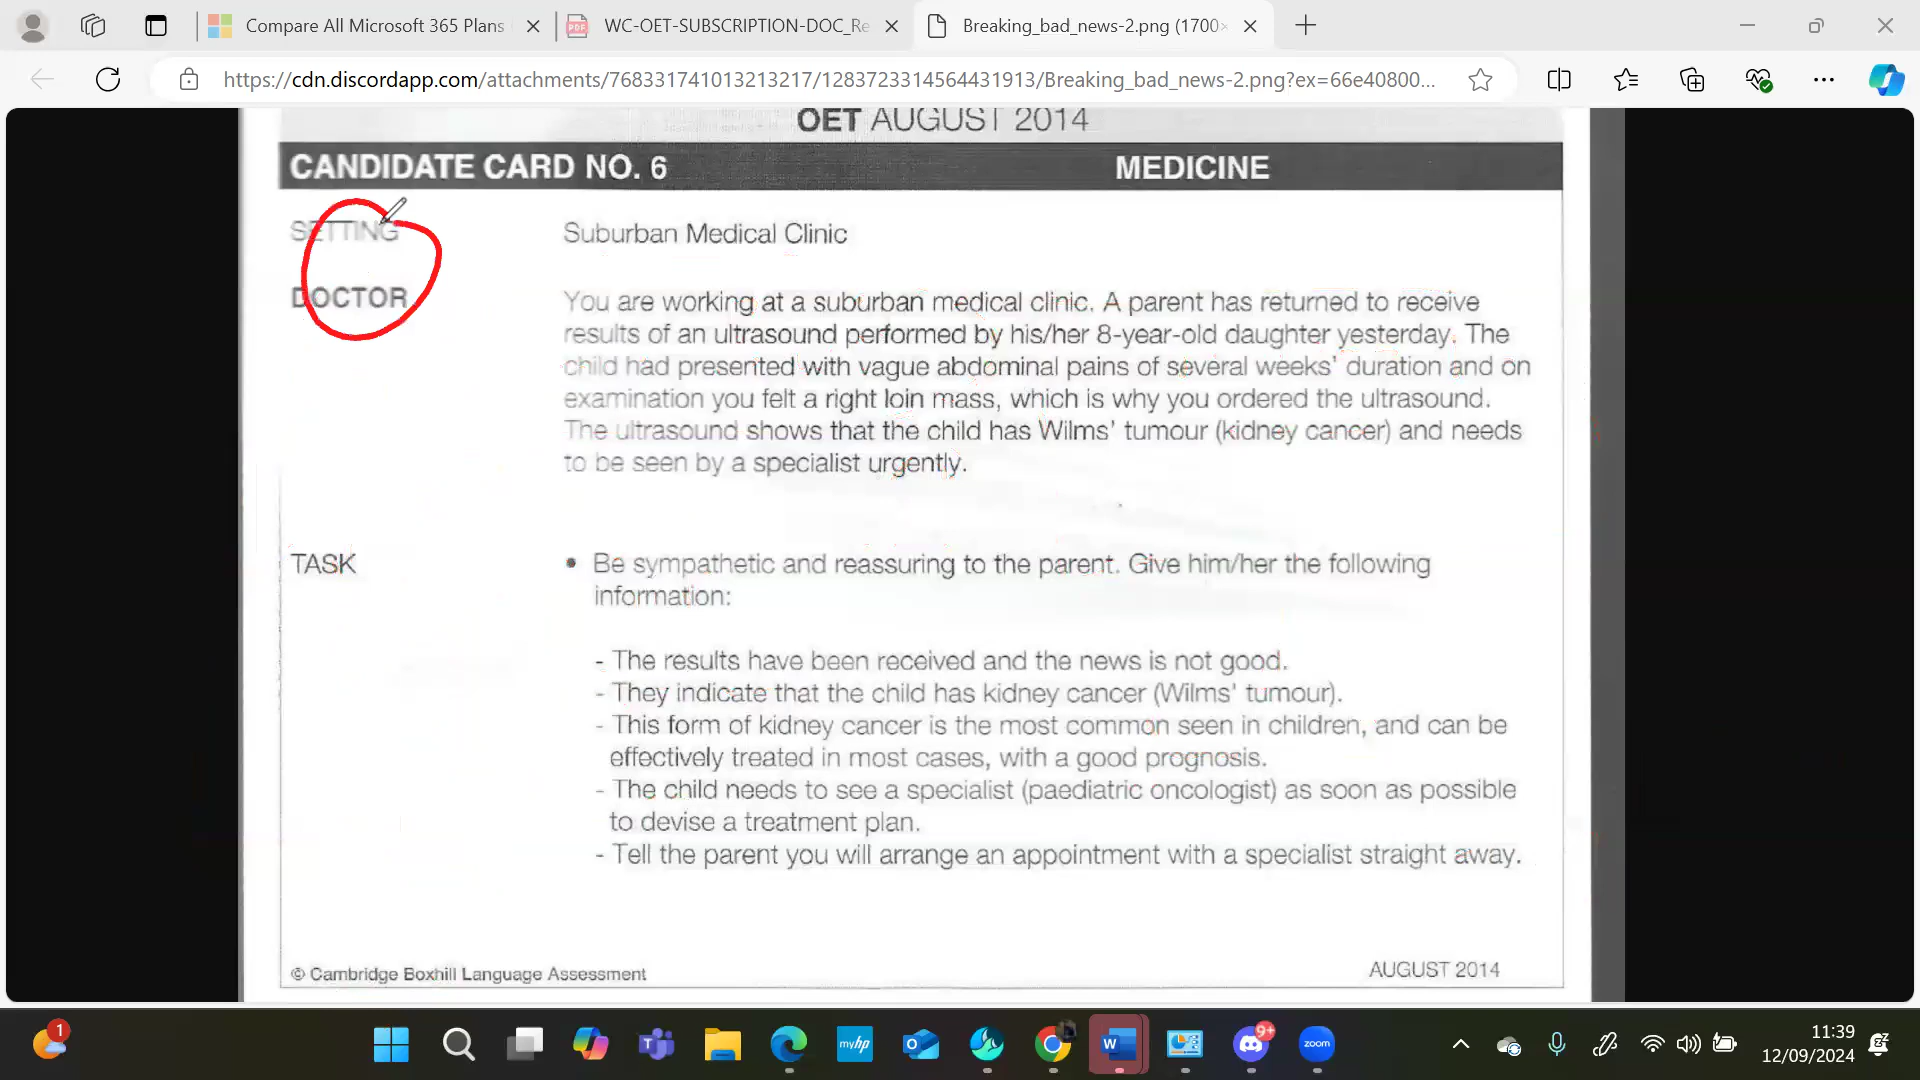 Compare All Microsoft 365 Plans
WC-OET-SUBSCRIPTION-DOC_Re
Breaking_bad_news-2.png (1700×
https://cdn.discordapp.com/attachments/768331741013213217/1283723314564431913/Breaking_bad_news-2.png?ex=66e40800...
OET AUGUST 2014
CANDIDATE CARD NO. 6 MEDICINE
SETTING Suburban Medical Clinic
DOCTOR You are working at a suburban medical clinic. A parent has returned to receive
results of an ultrasound performed by his/her 8-year-old daughter yesterday. The
child had presented with vague abdominal pains of several weeks' duration and on
examination you felt a right loin mass, which is why you ordered the ultrasound.
The ultrasound shows that the child has Wilms' tumour (kidney cancer) and needs
to be seen by a specialist urgently.
TASK • Be sympathetic and reassuring to the parent. Give him/her the following
information:
- The results have been received and the news is not good.
- They indicate that the child has kidney cancer (Wilms' tumour).
- This form of kidney cancer is the most common seen in children, and can be
effectively treated in most cases, with a good prognosis.
- The child needs to see a specialist (paediatric oncologist) as soon as possible
to devise a treatment plan.
- Tell the parent you will arrange an appointment with a specialist straight away.
© Cambridge Boxhill Language Assessment AUGUST 2014
1
myhp
W
9+
zoom
11:39
12/09/2024